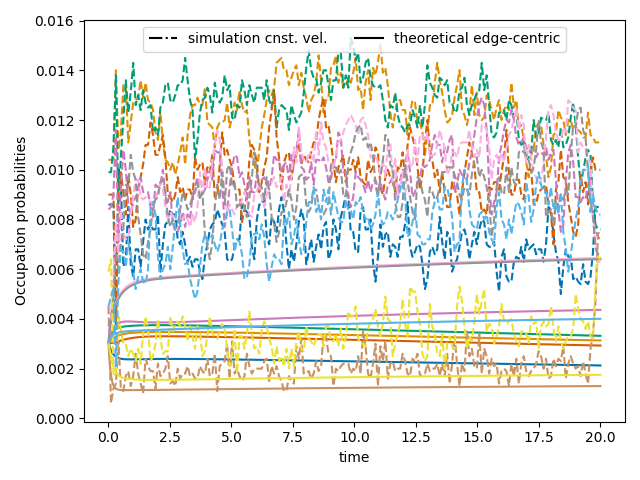 simulation cnst. vel.
theoretical edge-centric
Occupation probabilities
0.016
0.014
0.012
0.010
0.008
0.006
0.004
0.002
0.000
0.0 2.5 5.0 7.5 10.0 12.5 15.0 17.5 20.0
time